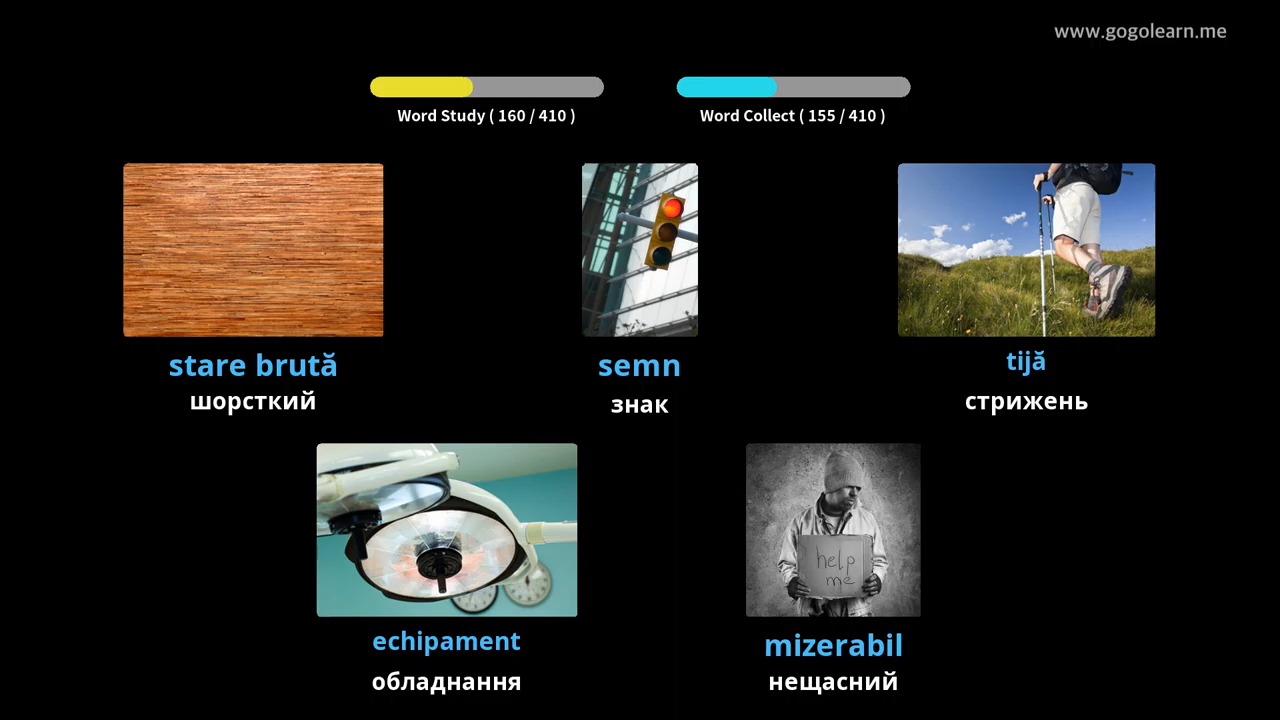 www.gogolearn.me
Word Study ( 160 / 410 )
Word Collect ( 155 / 410 )
stare brută
шорсткий
semn
знак
tijă
стрижень
help
me
echipament
обладнання
mizerabil
нещасний